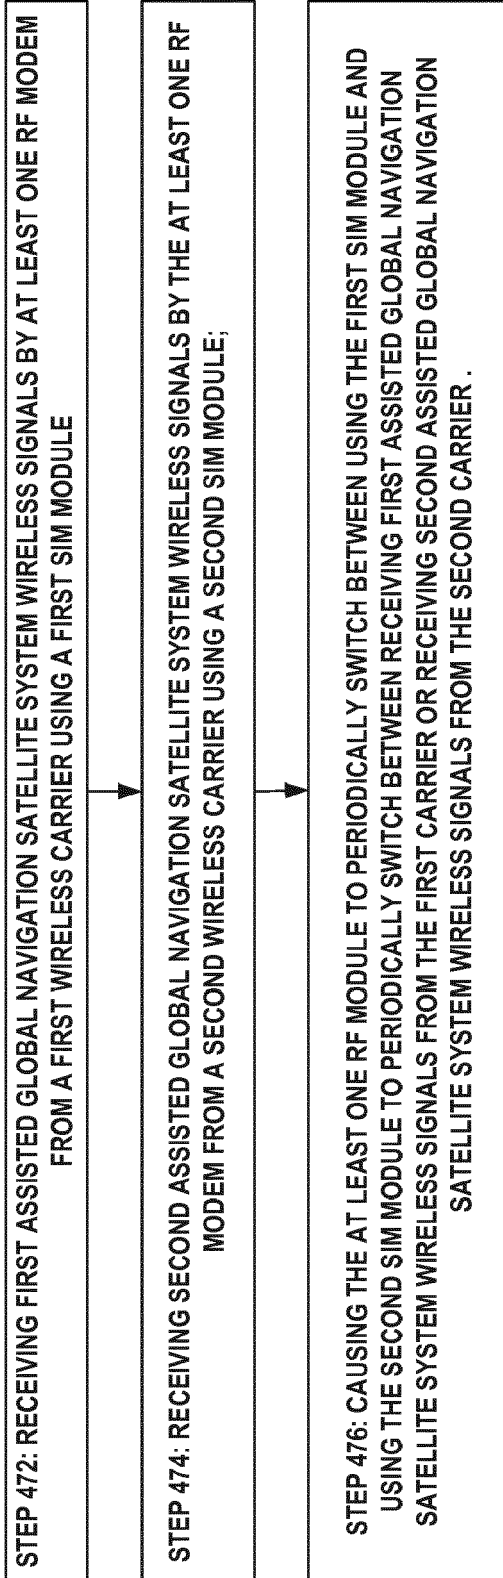 STEP 472: RECEIVING FIRST ASSISTED GLOBAL NAVIGATION SATELLITE SYSTEM WIRELESS SIGNALS BY AT LEAST ONE RF MODEM
FROM A FIRST WIRELESS CARRIER USING A FIRST SIM MODULE
STEP 474: RECEIVING SECOND ASSISTED GLOBAL NAVIGATION SATELLITE SYSTEM WIRELESS SIGNALS BY THE AT LEAST ONE RF
MODEM FROM A SECOND WIRELESS CARRIER USING A SECOND SIM MODULE;
STEP 476: CAUSING THE AT LEAST ONE RF MODULE TO PERIODICALLY SWITCH BETWEEN USING THE FIRST SIM MODULE AND
USING THE SECOND SIM MODULE TO PERIODICALLY SWITCH BETWEEN RECEIVING FIRST ASSISTED GLOBAL NAVIGATION
SATELLITE SYSTEM WIRELESS SIGNALS FROM THE FIRST CARRIER OR RECEIVING SECOND ASSISTED GLOBAL NAVIGATION
SATELLITE SYSTEM WIRELESS SIGNALS FROM THE SECOND CARRIER .